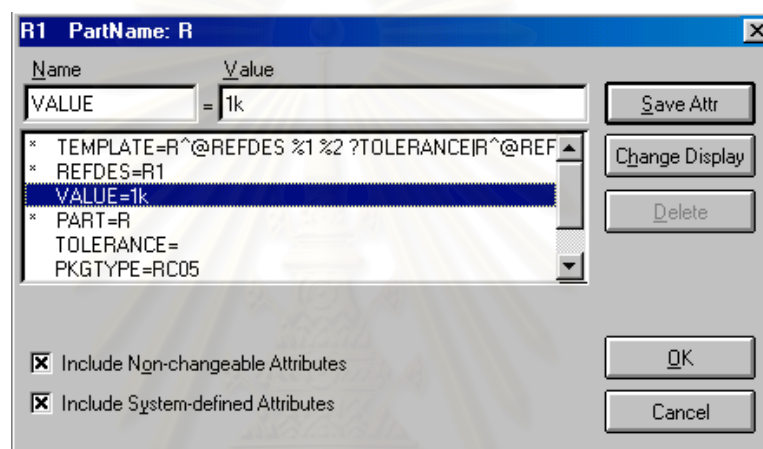 R1 PartName: R
Name Value
VALUE = 1k
Save Attr
* TEMPLATE=R^@REFDES %1 %2 ?TOLERANCE|R^@REF
* REFDES=R1
VALUE=1k
* PART=R
TOLERANCE=
PKGTYPE=RC05
Change Display
Delete
Include Non-changeable Attributes
Include System-defined Attributes
OK
Cancel